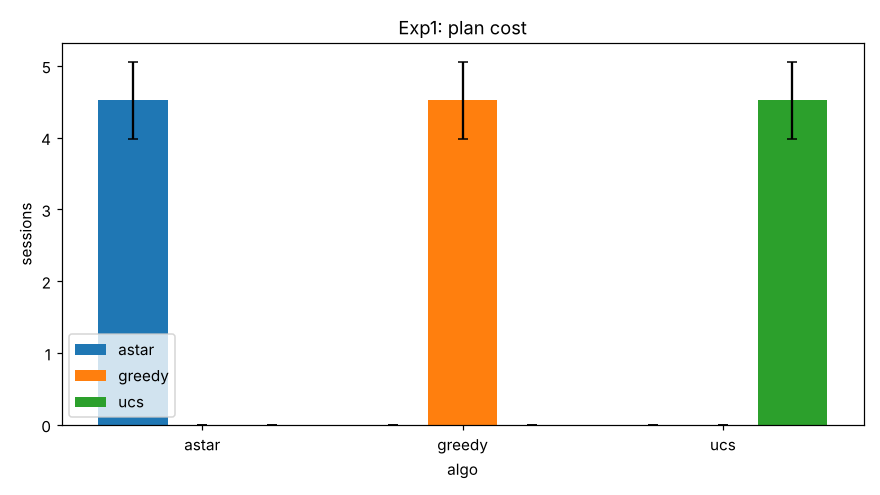 Exp1: plan cost
sessions
5
4
3
2
1
0
astar
greedy
ucs
astar
greedy
ucs
algo